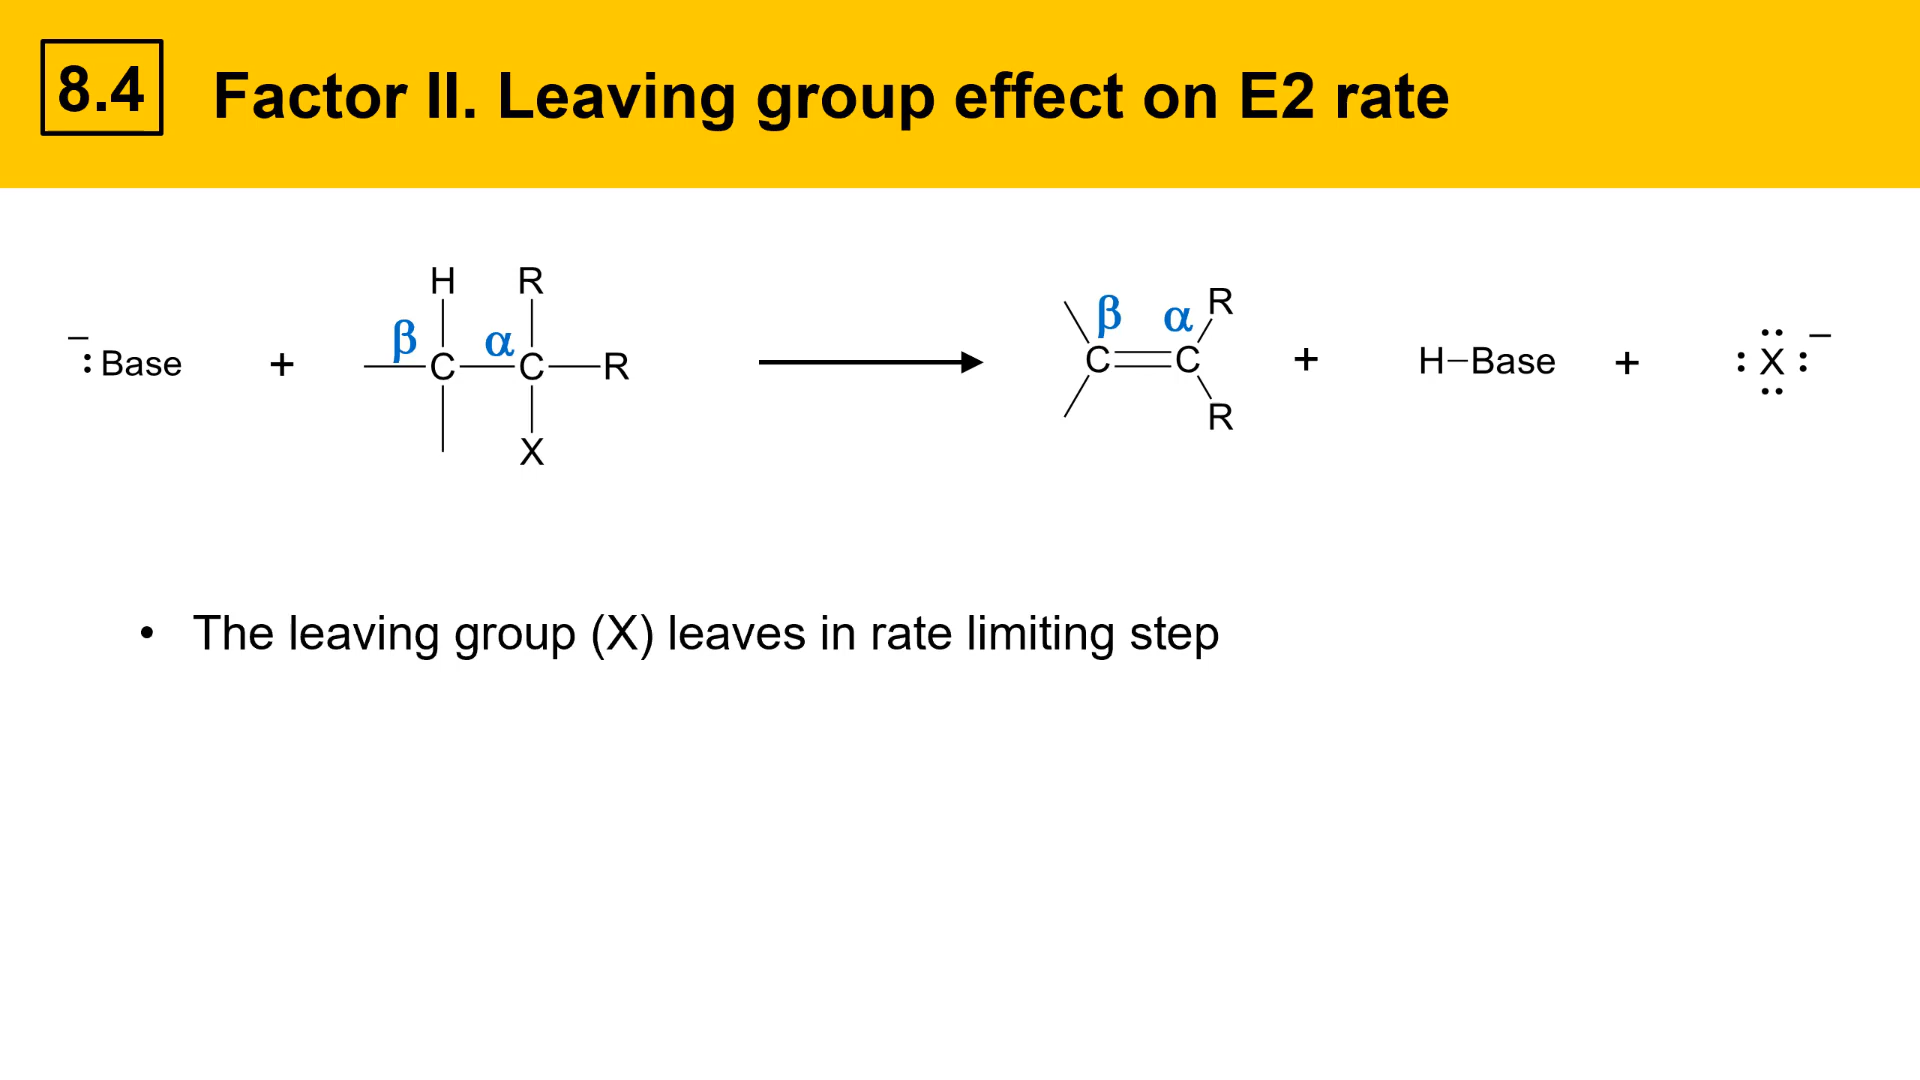 8.4 Factor II. Leaving group effect on E2 rate
H R R
β α β α
– : Base + C C R C C + H–Base + : X : –
X R
• The leaving group (X) leaves in rate limiting step